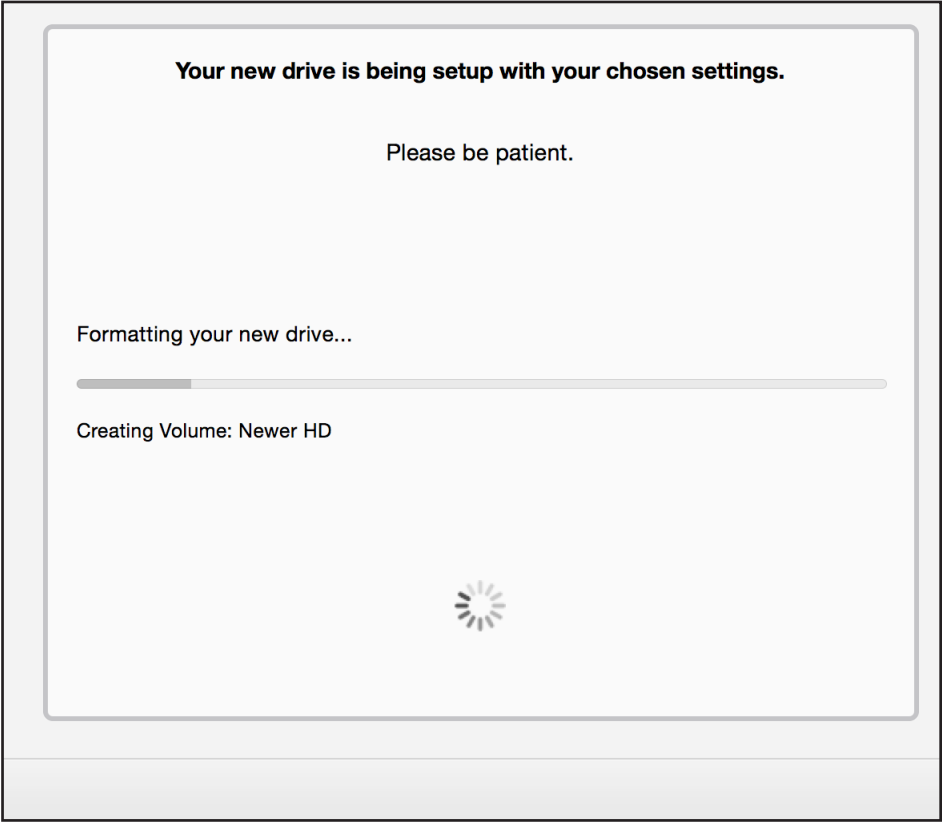 Your new drive is being setup with your chosen settings.
Please be patient.
Formatting your new drive...
Creating Volume: Newer HD